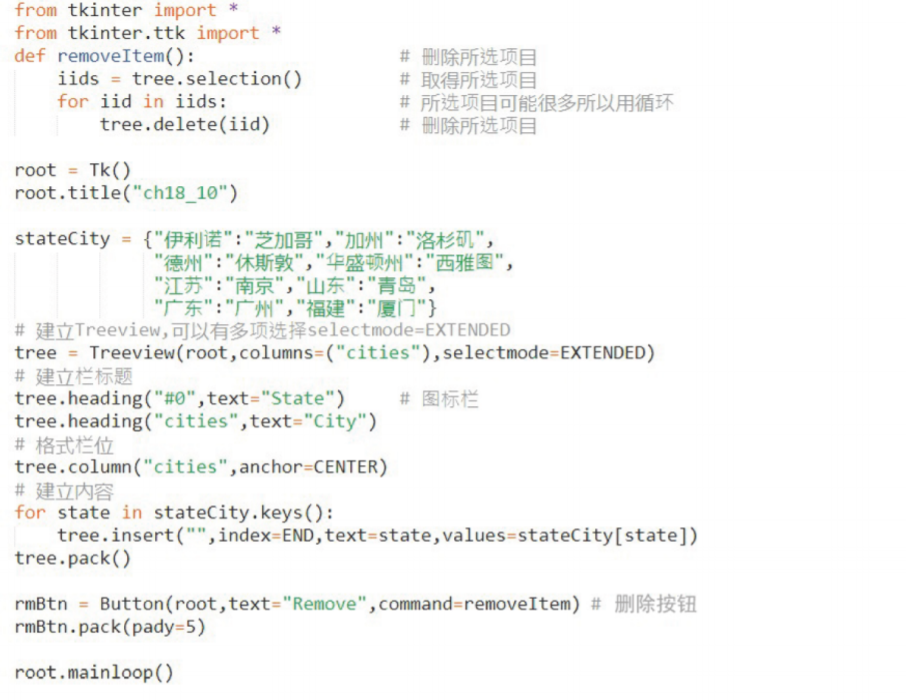 from tkinter import *
from tkinter.ttk import *
def removeItem():                      # 删除所选项目
    iids = tree.selection()            # 取得所选项目
    for iid in iids:                   # 所选项目可能很多所以用循环
        tree.delete(iid)               # 删除所选项目

root = Tk()
root.title("ch18_10")

stateCity = {"伊利诺":"芝加哥","加州":"洛杉矶",
             "德州":"休斯敦","华盛顿州":"西雅图",
             "江苏":"南京","山东":"青岛",
             "广东":"广州","福建":"厦门"}
# 建立Treeview,可以有多项选择selectmode=EXTENDED
tree = Treeview(root,columns=("cities"),selectmode=EXTENDED)
# 建立栏标题
tree.heading("#0",text="State")        # 图标栏
tree.heading("cities",text="City")
# 格式栏位
tree.column("cities",anchor=CENTER)
# 建立内容
for state in stateCity.keys():
    tree.insert("",index=END,text=state,values=stateCity[state])
tree.pack()

rmBtn = Button(root,text="Remove",command=removeItem) # 删除按钮
rmBtn.pack(pady=5)

root.mainloop()